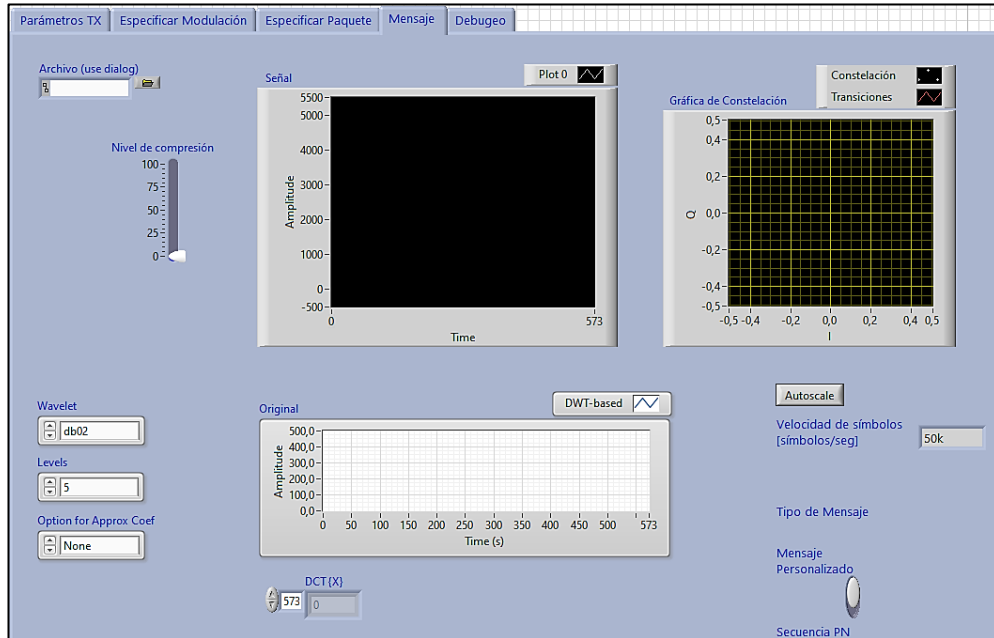 Parámetros TX
Especificar Modulación
Especificar Paquete
Mensaje
Debugeo
Archivo (use dialog)
Nivel de compresión
100
75
50
25
0
Señal
Plot 0
Amplitude
5500
5000
4000
3000
2000
1000
0
-500
0
573
Time
Gráfica de Constelación
Constelación
Transiciones
Q
0,5
0,4
0,2
0,0
-0,2
-0,4
-0,5
-0,5 -0,4 -0,2 0,0 0,2 0,4 0,5
I
Wavelet
db02
Levels
5
Option for Approx Coef
None
Original
DWT-based
Amplitude
500,0
400,0
300,0
200,0
100,0
0,0
0 50 100 150 200 250 300 350 400 450 500 573
Time (s)
DCT{X}
573
0
Autoscale
Velocidad de símbolos
[símbolos/seg]
50k
Tipo de Mensaje
Mensaje
Personalizado
Secuencia PN